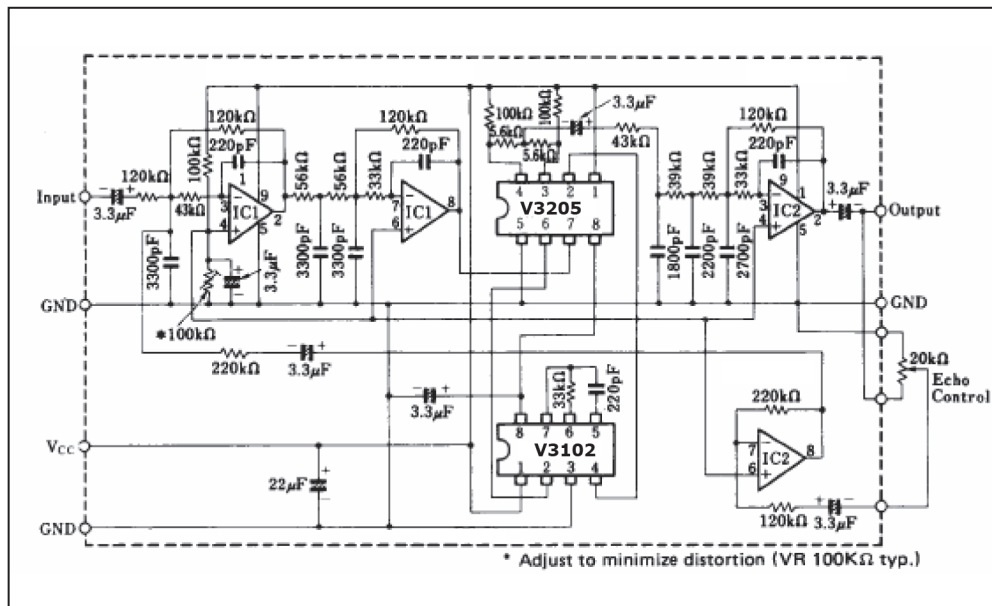 3.3μF
120kΩ
220pF
100kΩ
1
9
120kΩ
43kΩ
3
4
IC1
2
5
Input
3.3μF
3300pF
3.3μF
56kΩ
56kΩ
3300pF
3300pF
120kΩ
220pF
33kΩ
7
6
IC1
8
100kΩ
5.6kΩ
5.6kΩ
100kΩ
43kΩ
4 3 2 1
V3205
5 6 7 8
39kΩ
39kΩ
33kΩ
1800pF
2200pF
2700pF
120kΩ
220pF
9
1
3
4
IC2
2
5
3.3μF
Output
GND
GND
*100kΩ
220kΩ
3.3μF
3.3μF
33kΩ
220pF
8 7 6 5
V3102
1 2 3 4
20kΩ
Echo
Control
220kΩ
7
6
IC2
8
120kΩ
3.3μF
VCC
22μF
GND
* Adjust to minimize distortion (VR 100KΩ typ.)